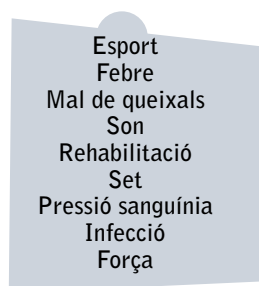 Esport
Febre
Mal de queixals
Son
Rehabilitació
Set
Pressió sanguínia
Infecció
Força